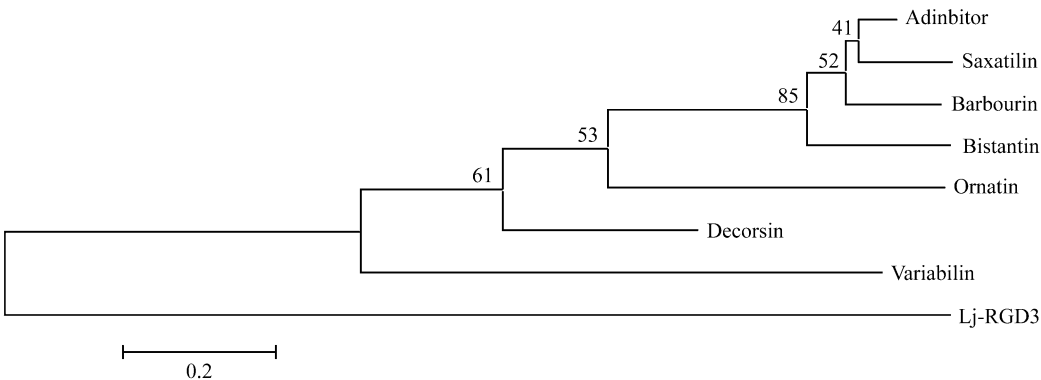 Adinbitor
41
Saxatilin
52
85
Barbourin
53
Bistantin
61
Ornatin
Decorsin
Variabilin
Lj-RGD3
0.2